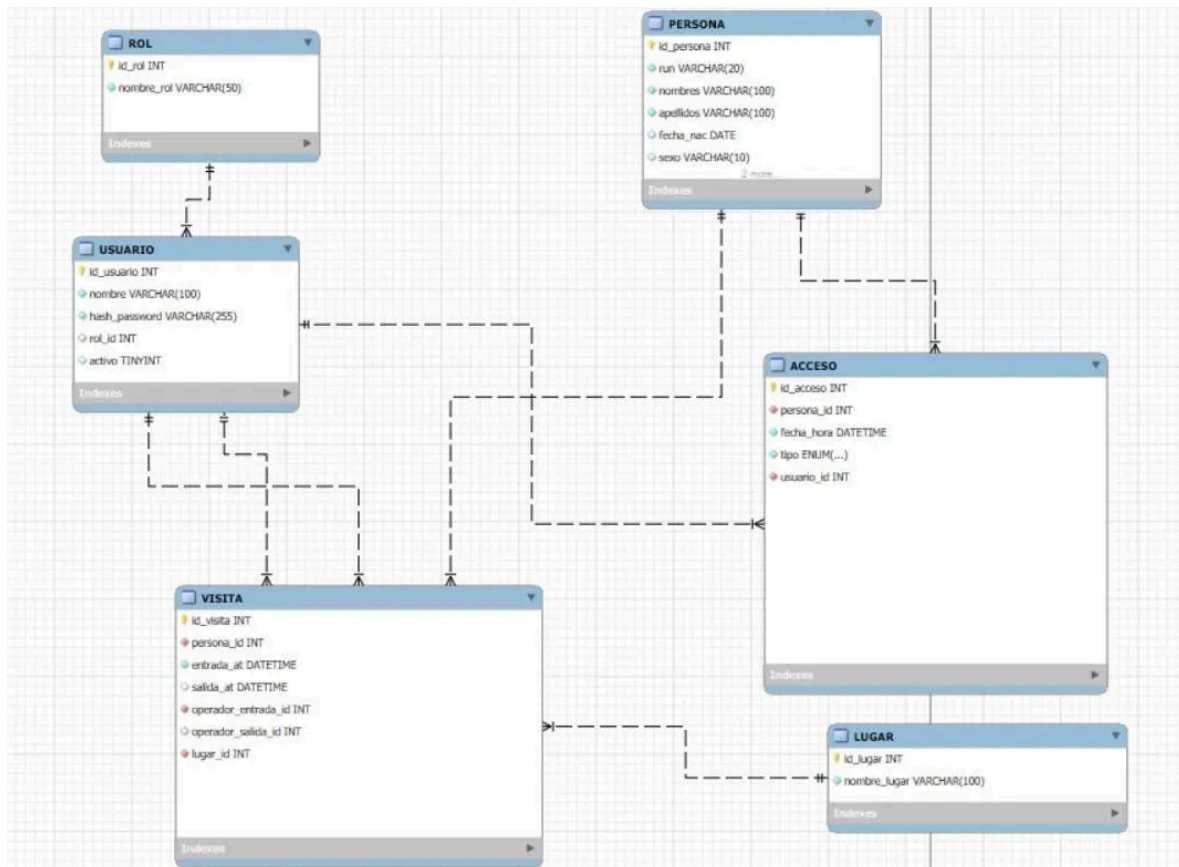 ROL
id_rol INT
nombre_rol VARCHAR(50)
Indexes
PERSONA
id_persona INT
run VARCHAR(20)
nombres VARCHAR(100)
apellidos VARCHAR(100)
fecha_nac DATE
sexo VARCHAR(10)
2 more...
Indexes
USUARIO
id_usuario INT
nombre VARCHAR(100)
hash_password VARCHAR(255)
rol_id INT
activo TINYINT
Indexes
ACCESO
id_acceso INT
persona_id INT
fecha_hora DATETIME
tipo ENUM(...)
usuario_id INT
Indexes
VISITA
id_visita INT
persona_id INT
entrada_at DATETIME
salida_at DATETIME
operador_entrada_id INT
operador_salida_id INT
lugar_id INT
Indexes
LUGAR
id_lugar INT
nombre_lugar VARCHAR(100)
Indexes